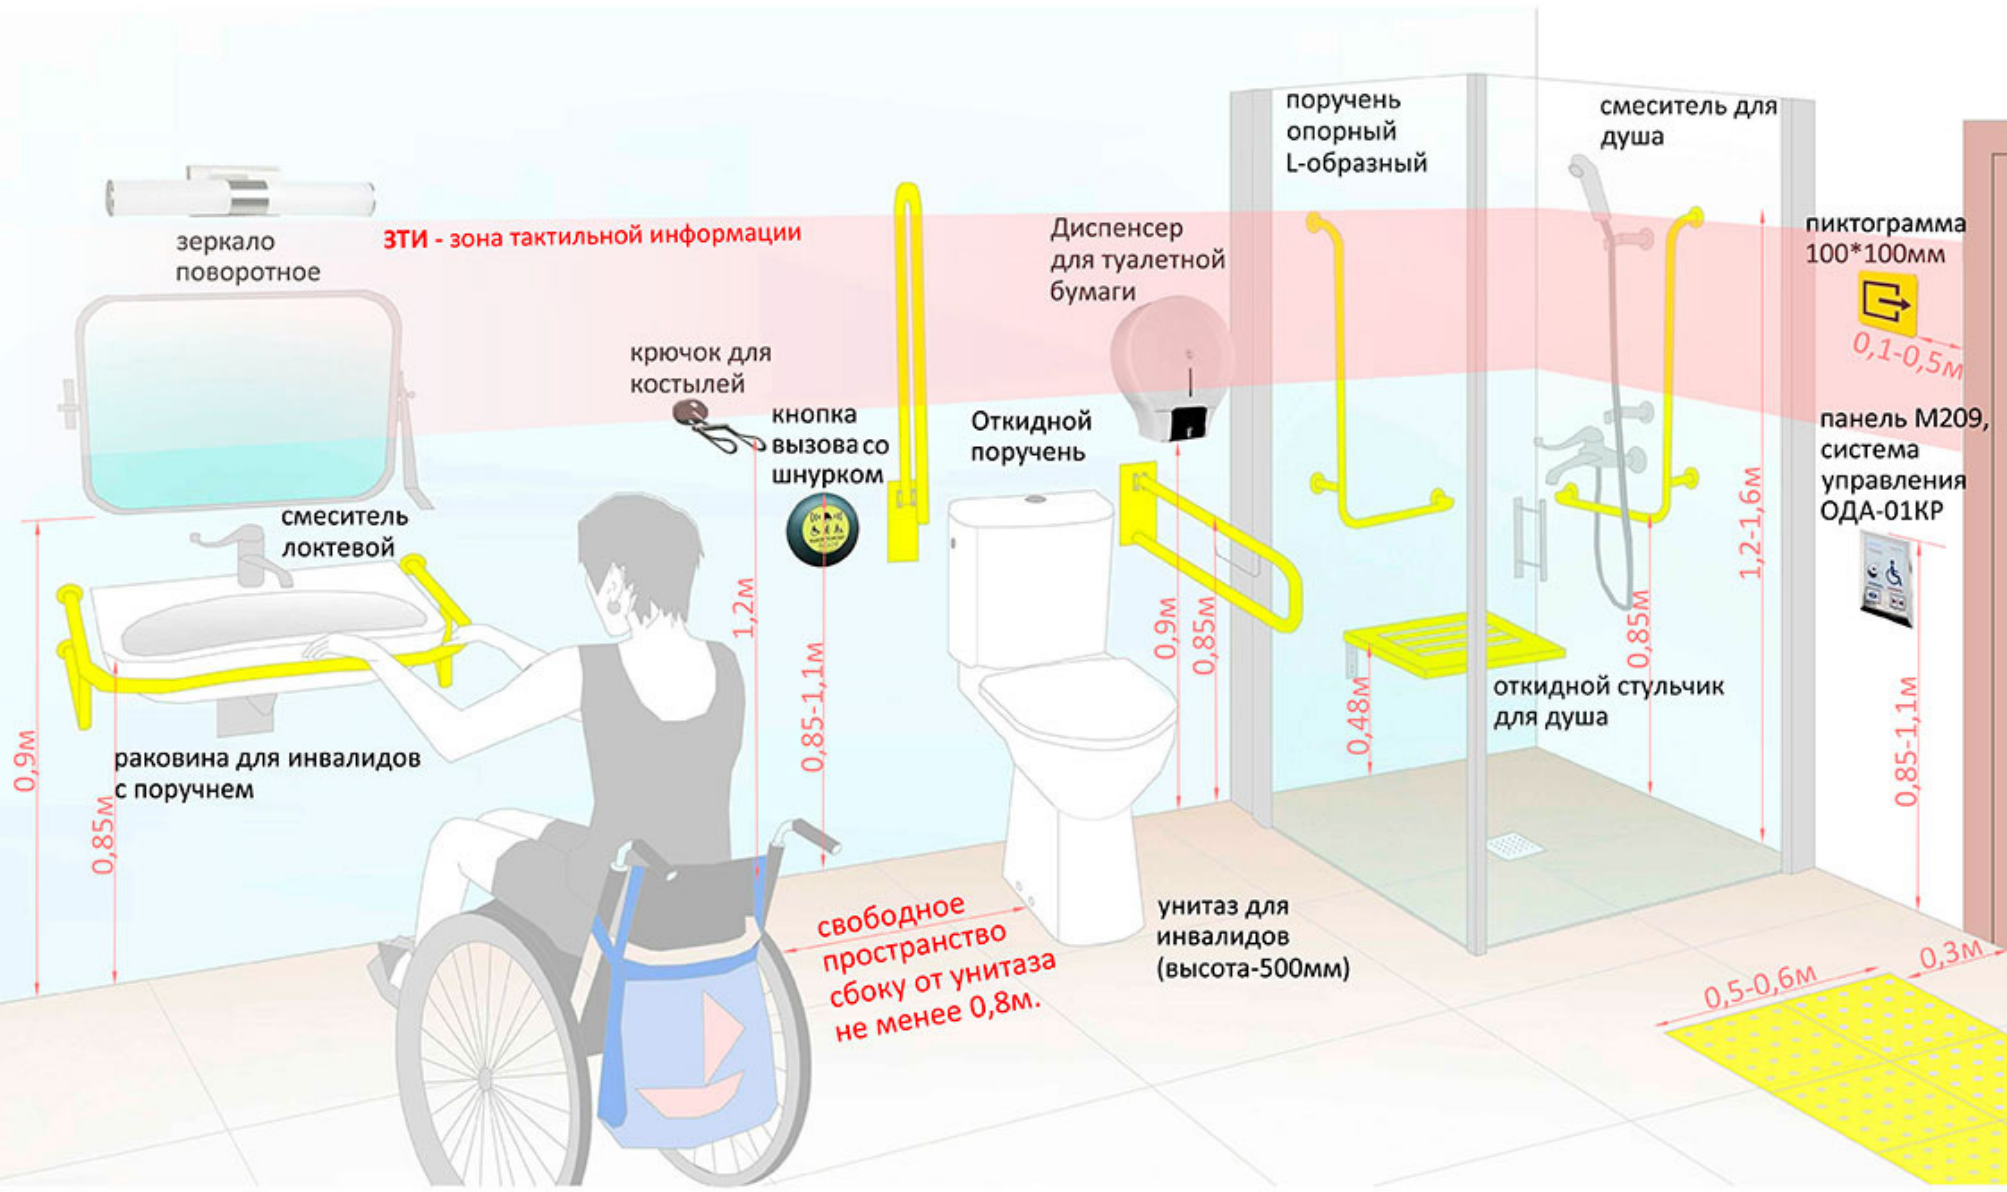 зеркало
поворотное
ЗТИ - зона тактильной информации
крючок для
костылей
кнопка
вызова со
шнурком
смеситель
локтевой
раковина для инвалидов
с поручнем
0,9м
0,85м
1,2м
0,85-1,1м
свободное
пространство
сбоку от унитаза
не менее 0,8м.
Диспенсер
для туалетной
бумаги
Откидной
поручень
0,9м
0,85м
унитаз для
инвалидов
(высота-500мм)
поручень
опорный
L-образный
смеситель для
душа
0,48м
откидной стульчик
для душа
0,85м
1,2-1,6м
пиктограмма
100*100мм
0,1-0,5м
панель М209,
система
управления
ОДА-01КР
0,85-1,1м
0,5-0,6м
0,3м